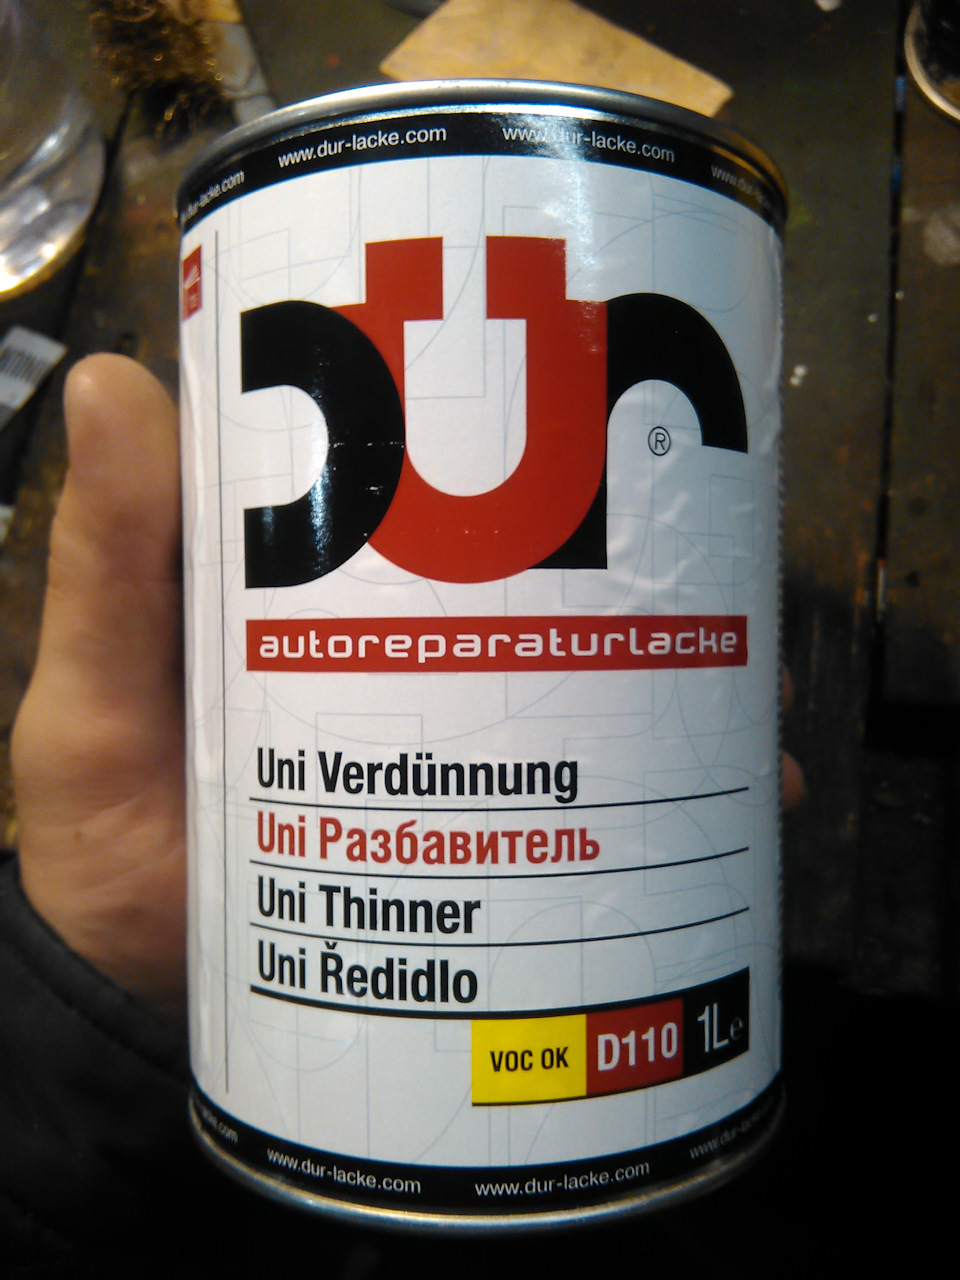 www.dur-lacke.com www.dur-lacke.com
dür®
autoreparaturlacke
Uni Verdünnung
Uni Разбавитель
Uni Thinner
Uni Ředidlo
VOC OK D110 1L e
www.dur-lacke.com www.dur-lacke.com